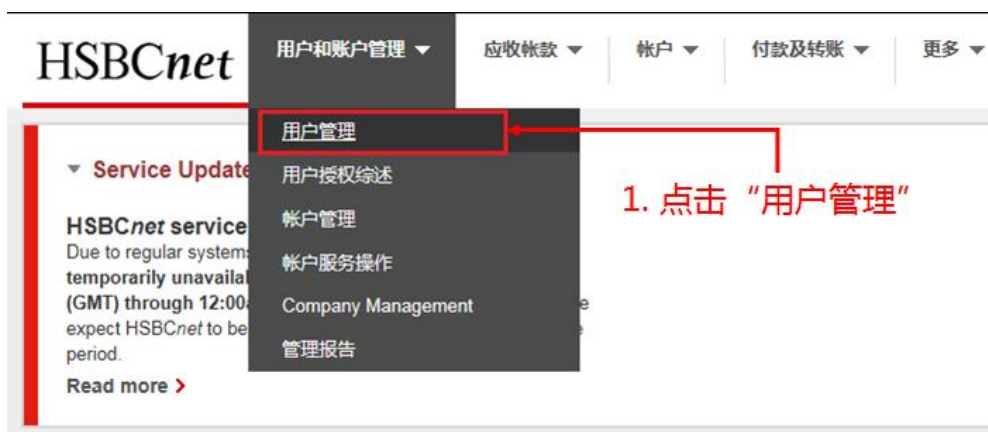 HSBCnet
用户和账户管理
应收帐款
帐户
付款及转账
更多
用户管理
用户授权综述
帐户管理
帐户服务操作
Company Management
管理报告
1. 点击“用户管理”
Service Update
HSBCnet service
Due to regular system
temporarily unavaila
(GMT) through 12:00
expect HSBCnet to be
period.
Read more